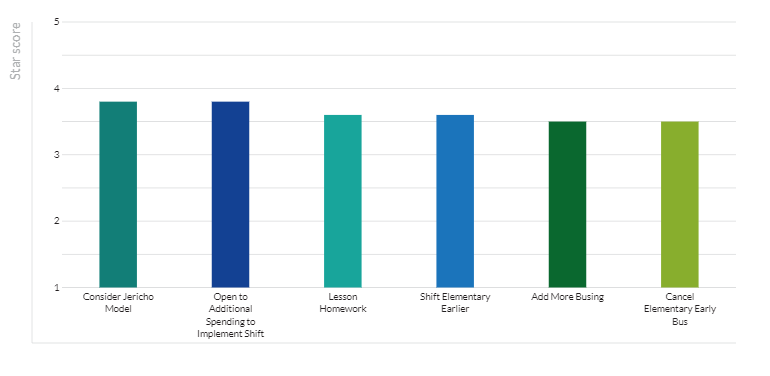 Star score
5
4
3
2
1
Consider Jericho
Model
Open to
Additional
Spending to
Implement Shift
Lesson
Homework
Shift Elementary
Earlier
Add More Busing
Cancel
Elementary Early
Bus